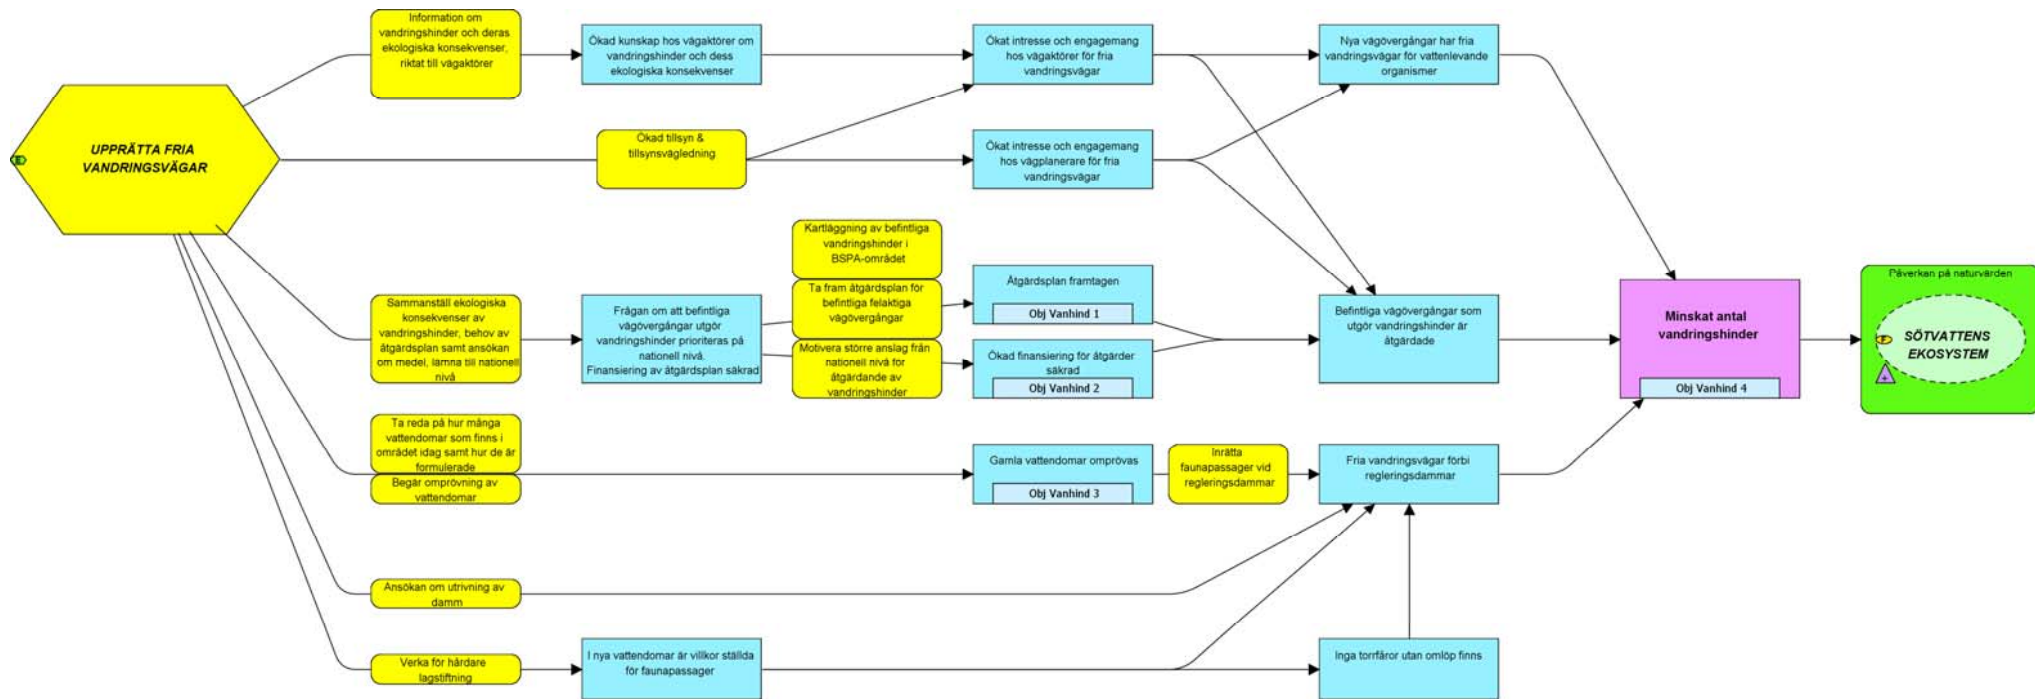 UPPRÄTTA FRIA
VANDRINGSVÄGAR
Information om
vandringshinder och deras
ekologiska konsekvenser,
riktat till vägaktörer
Ökad kunskap hos vägaktörer om
vandringshinder och dess
ekologiska konsekvenser
Ökat intresse och engagemang
hos vägaktörer för fria
vandringsvägar
Nya vägövergångar har fria
vandringsvägar för vattenlevande
organismer
Ökad tillsyn &
tillsynsvägledning
Ökat intresse och engagemang
hos vägplanerare för fria
vandringsvägar
Sammanställ ekologiska
konsekvenser av
vandringshinder, behov av
åtgärdsplan samt ansökan
om medel, lämna till nationell
nivå
Frågan om att befintliga
vägövergångar utgör
vandringshinder prioriteras på
nationell nivå.
Finansiering av åtgärdsplan säkrad
Kartläggning av befintliga
vandringshinder i
BSPA-området
Ta fram åtgärdsplan för
befintliga felaktiga
vägövergångar
Motivera större anslag från
nationell nivå för
åtgärdande av
vandringshinder
Åtgärdsplan framtagen
Obj Vanhind 1
Ökad finansiering för åtgärder
säkrad
Obj Vanhind 2
Befintliga vägövergångar som
utgör vandringshinder är
åtgärdade
Minskat antal
vandringshinder
Obj Vanhind 4
Påverkan på naturvärden
SÖTVATTENS
EKOSYSTEM
Ta reda på hur många
vattendomar som finns i
området idag samt hur de är
formulerade
Begär omprövning av
vattendomar
Gamla vattendomar omprövas
Obj Vanhind 3
Inrätta
faunapassager vid
regleringsdammar
Fria vandringsvägar förbi
regleringsdammar
Ansökan om utrivning av
damm
Verka för hårdare
lagstiftning
I nya vattendomar är villkor ställda
för faunapassager
Inga torrfåror utan omlöp finns